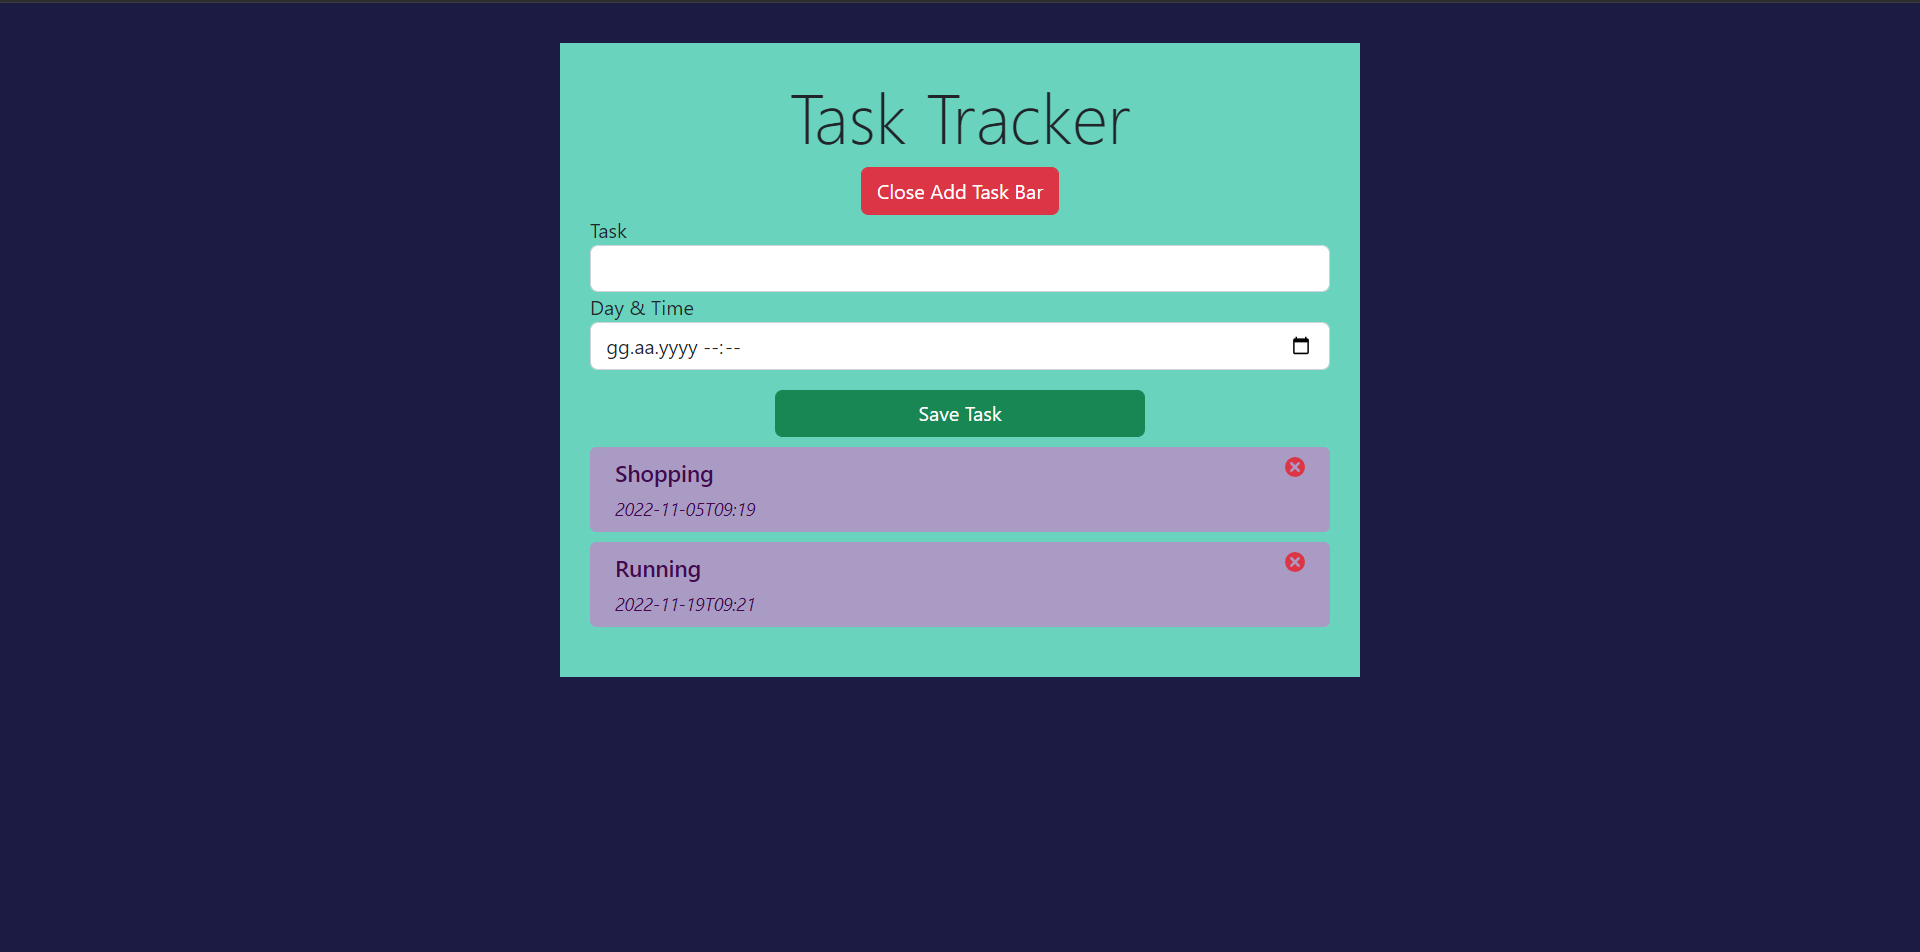 Task Tracker
Close Add Task Bar
Task
Day & Time
gg.aa.yyyy --:--
Save Task
Shopping
2022-11-05T09:19
Running
2022-11-19T09:21